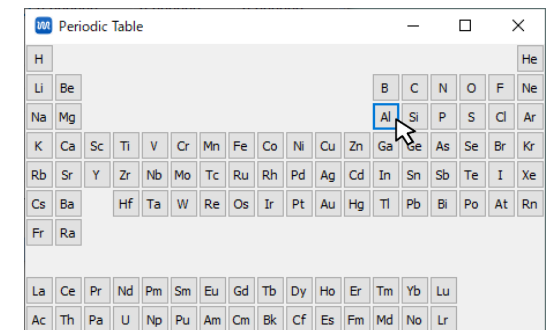 Periodic Table
H He
Li Be B C N O F Ne
Na Mg Al Si P S Cl Ar
K Ca Sc Ti V Cr Mn Fe Co Ni Cu Zn Ga Ge As Se Br Kr
Rb Sr Y Zr Nb Mo Tc Ru Rh Pd Ag Cd In Sn Sb Te I Xe
Cs Ba Hf Ta W Re Os Ir Pt Au Hg Tl Pb Bi Po At Rn
Fr Ra
La Ce Pr Nd Pm Sm Eu Gd Tb Dy Ho Er Tm Yb Lu
Ac Th Pa U Np Pu Am Cm Bk Cf Es Fm Md No Lr